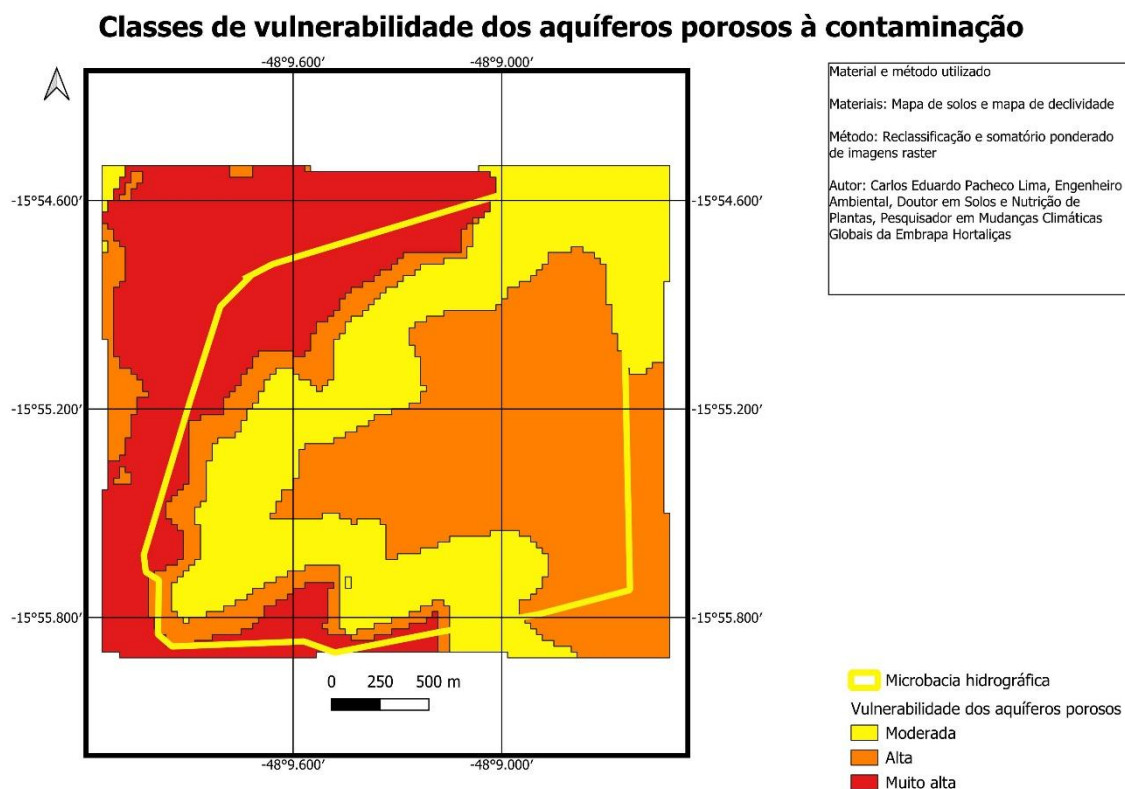 Classes de vulnerabilidade dos aquíferos porosos à contaminação
-48°9.600′
-48°9.000′
Material e método utilizado
Materiais: Mapa de solos e mapa de declividade
Método: Reclassificação e somatório ponderado
de imagens raster
Autor: Carlos Eduardo Pacheco Lima, Engenheiro
Ambiental, Doutor em Solos e Nutrição de
Plantas, Pesquisador em Mudanças Climáticas
Globais da Embrapa Hortaliças
-15°54.600′
-15°54.600′
-15°55.200′
-15°55.200′
-15°55.800′
-15°55.800′
0 250 500 m
-48°9.600′
-48°9.000′
Microbacia hidrográfica
Vulnerabilidade dos aquíferos porosos
Moderada
Alta
Muito alta